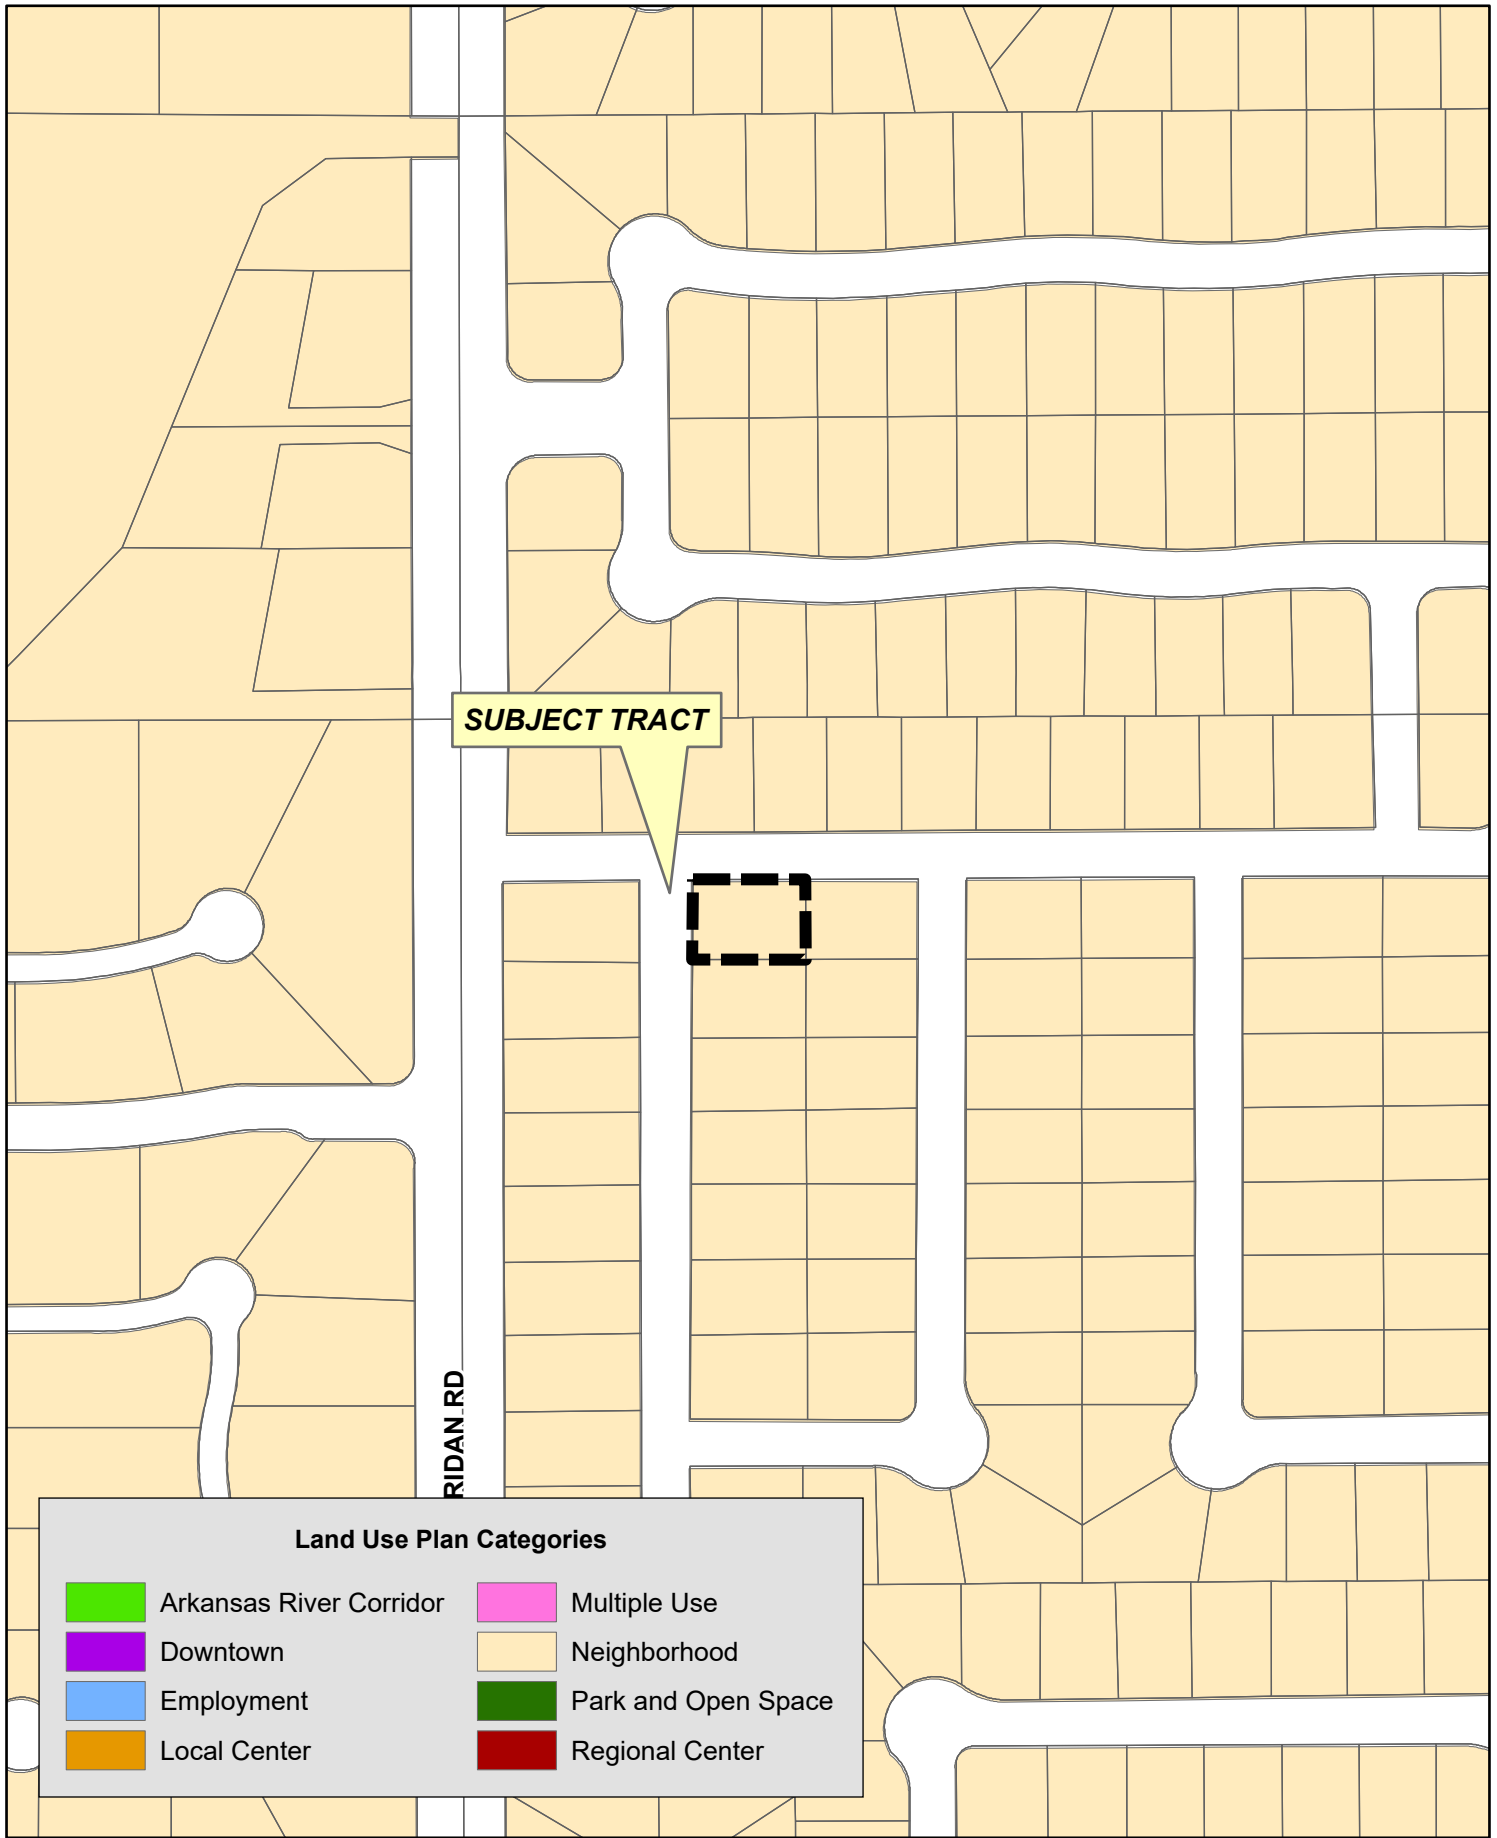 SUBJECT TRACT
RIDAN RD
Land Use Plan Categories
Arkansas River Corridor
Downtown
Employment
Local Center
Multiple Use
Neighborhood
Park and Open Space
Regional Center